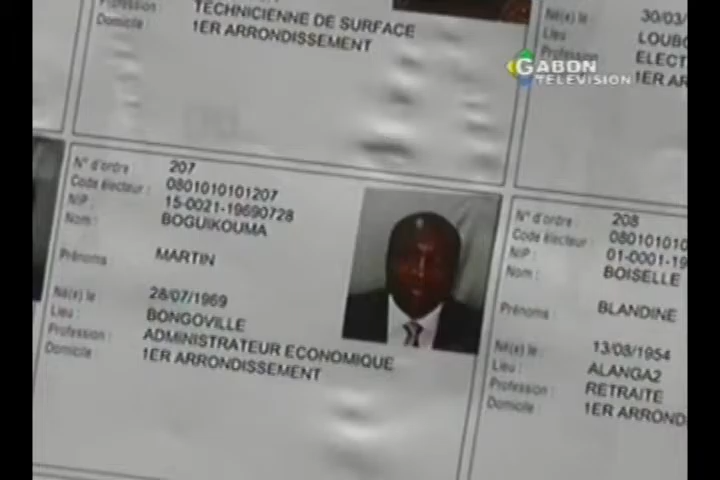 Profession :
TECHNICIENNE DE SURFACE
Domicile :
1ER ARRONDISSEMENT
Né(e) le :
30/03/
Lieu
LOUBO
Profession
ELECT
1ER AR
GABON
TELEVISION
N° d'ordre : 207
Code électeur : 0801010101207
NIP : 15-0021-19690728
Nom : BOGUIKOUMA
Prénoms : MARTIN
Né(e) le 28/07/1969
Lieu : BONGOVILLE
Profession : ADMINISTRATEUR ECONOMIQUE
Domicile : 1ER ARRONDISSEMENT
N° d'ordre : 208
Code électeur : 080101010
NIP : 01-0001-19
Nom : BOISELLE
Prénoms : BLANDINE
Né(e) le : 13/08/1954
Lieu : ALANGA2
Profession : RETRAITE
Domicile : 1ER ARROND